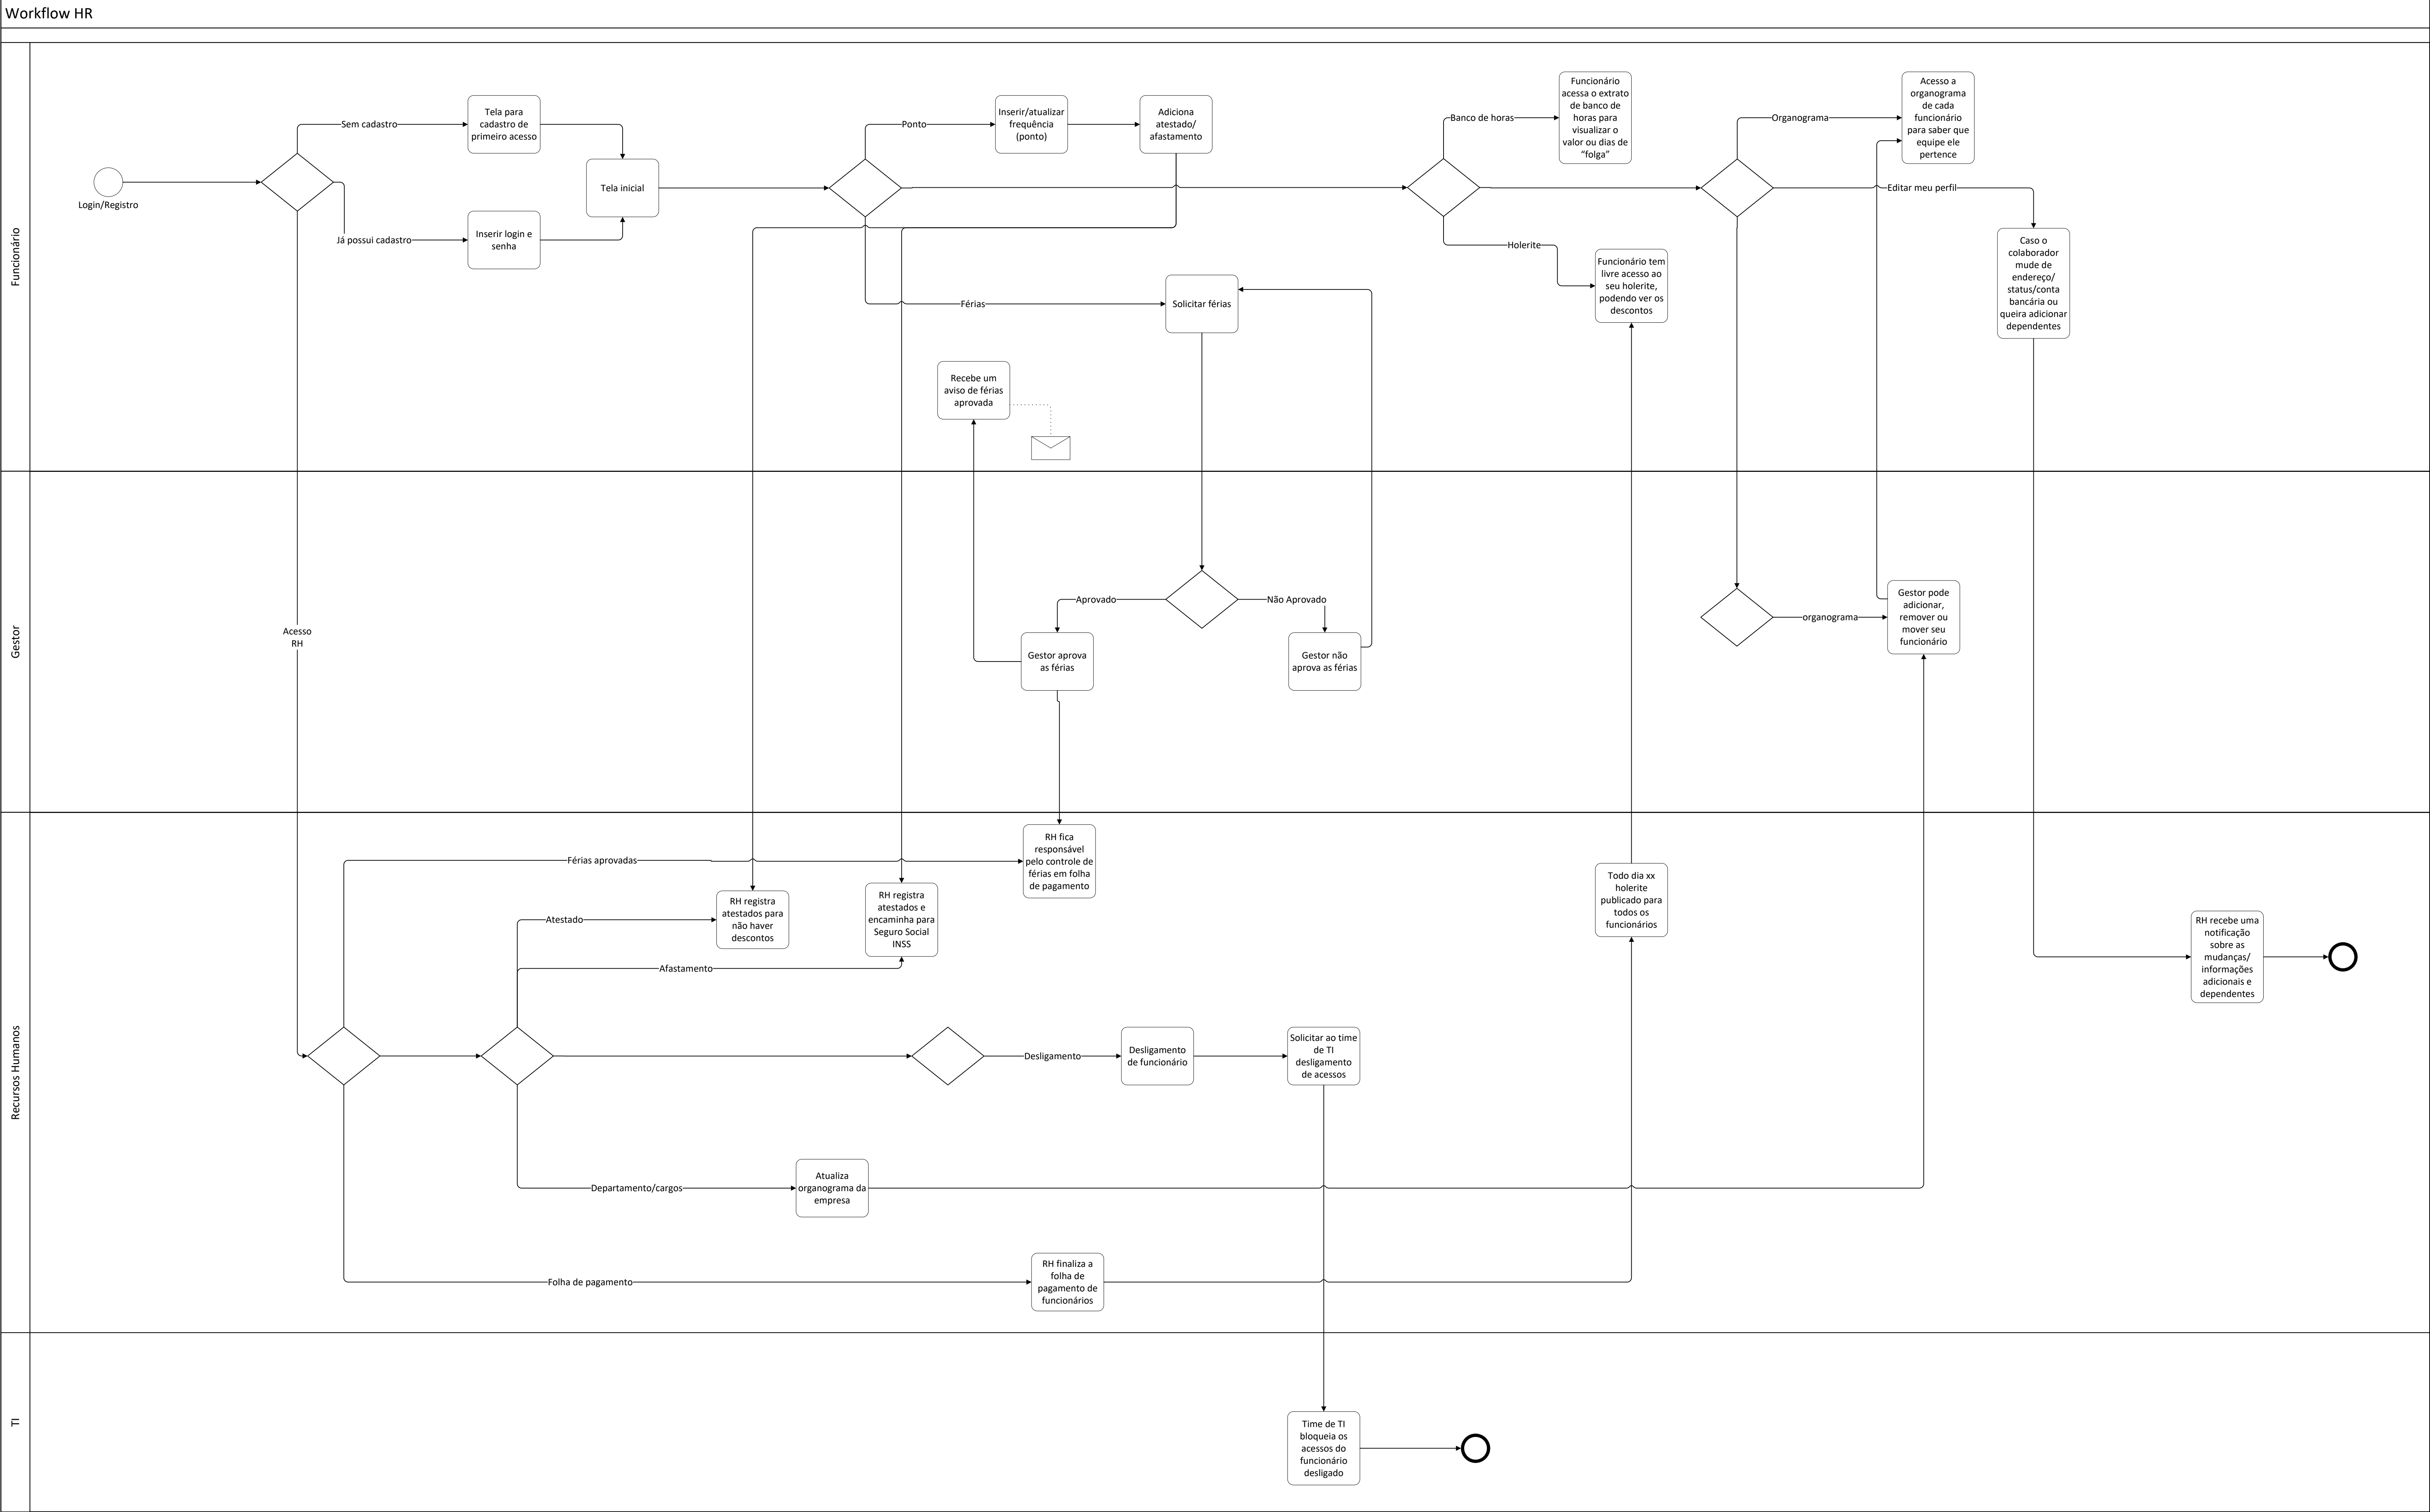 Workflow HR
Funcionário
Login/Registro
Sem cadastro
Já possui cadastro
Tela para
cadastro de
primeiro acesso
Inserir login e
senha
Tela inicial
Ponto
Inserir/atualizar
frequência
(ponto)
Adiciona
atestado/
afastamento
Férias
Solicitar férias
Recebe um
aviso de férias
aprovada
Banco de horas
Funcionário
acessa o extrato
de banco de
horas para
visualizar o
valor ou dias de
“folga”
Holerite
Funcionário tem
livre acesso ao
seu holerite,
podendo ver os
descontos
Organograma
Acesso a
organograma
de cada
funcionário
para saber que
equipe ele
pertence
Editar meu perfil
Caso o
colaborador
mude de
endereço/
status/conta
bancária ou
queira adicionar
dependentes
Gestor
Acesso
RH
Aprovado
Não Aprovado
Gestor aprova
as férias
Gestor não
aprova as férias
organograma
Gestor pode
adicionar,
remover ou
mover seu
funcionário
Recursos Humanos
Férias aprovadas
RH fica
responsável
pelo controle de
férias em folha
de pagamento
Atestado
RH registra
atestados para
não haver
descontos
Afastamento
RH registra
atestados e
encaminha para
Seguro Social
INSS
Todo dia xx
holerite
publicado para
todos os
funcionários
RH recebe uma
notificação
sobre as
mudanças/
informações
adicionais e
dependentes
Desligamento
Desligamento
de funcionário
Solicitar ao time
de TI
desligamento
de acessos
Departamento/cargos
Atualiza
organograma da
empresa
Folha de pagamento
RH finaliza a
folha de
pagamento de
funcionários
TI
Time de TI
bloqueia os
acessos do
funcionário
desligado